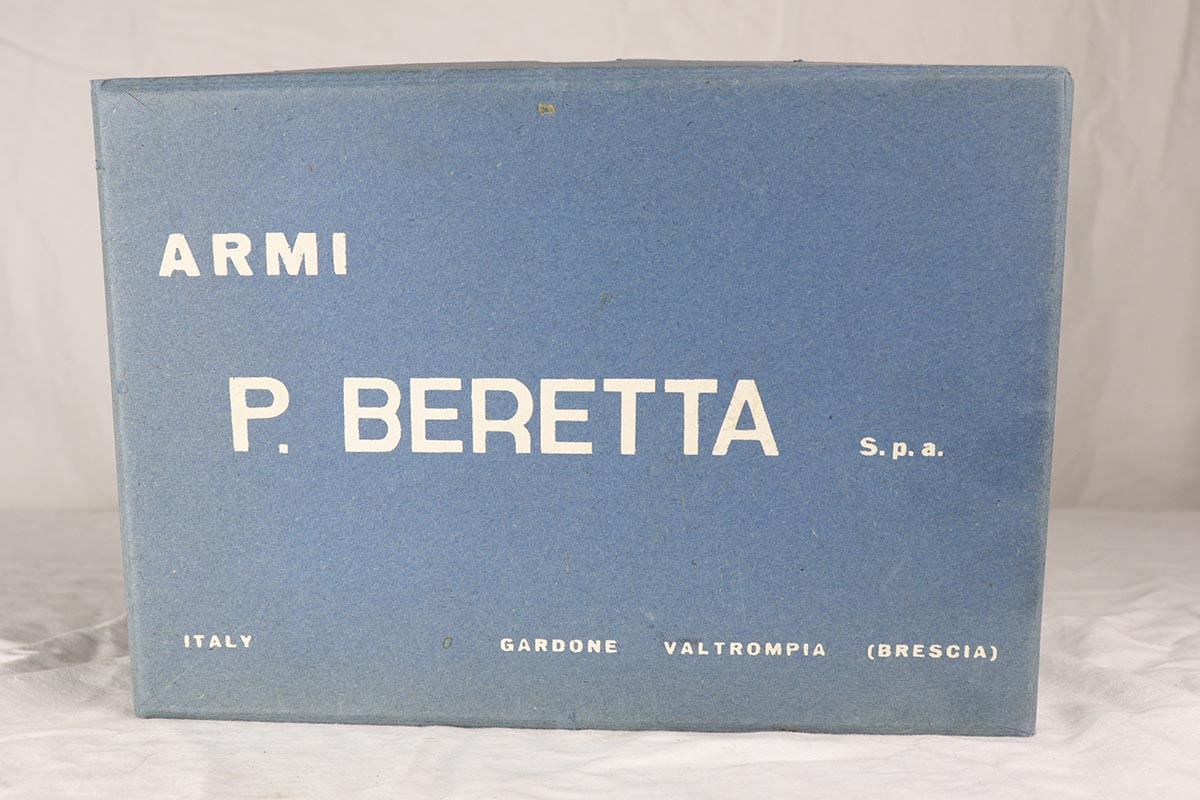 ARMI
P. BERETTA S.p.a.
ITALY GARDONE VALTROMPIA (BRESCIA)